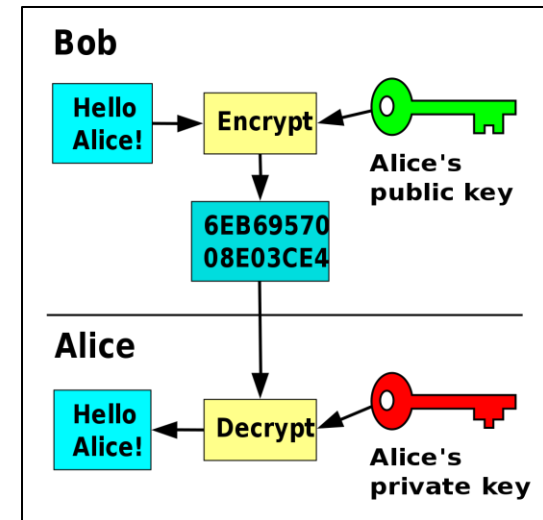 Bob
Hello
Alice!
Encrypt
Alice's
public key
6EB69570
08E03CE4
Alice
Hello
Alice!
Decrypt
Alice's
private key